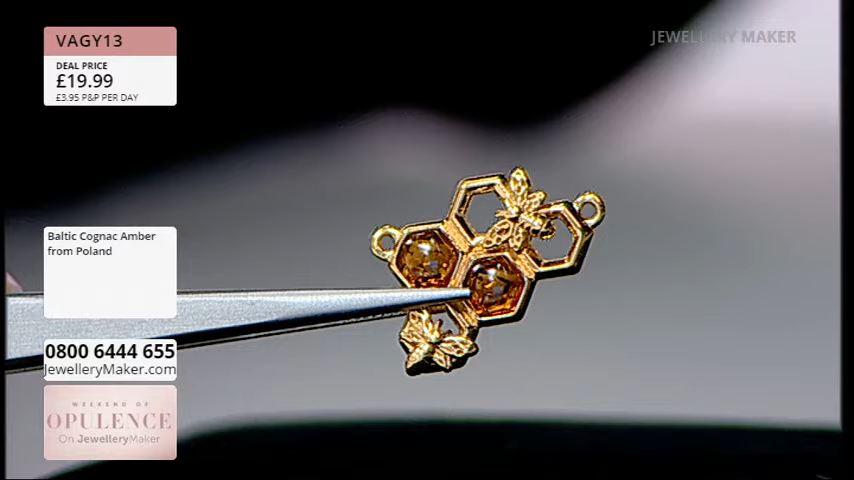 VAGY13
DEAL PRICE
£19.99
£3.95 P&P PER DAY
JEWELLERY MAKER
Baltic Cognac Amber
from Poland
0800 6444 655
JewelleryMaker.com
WEEKEND OF
OPULENCE
On JewelleryMaker